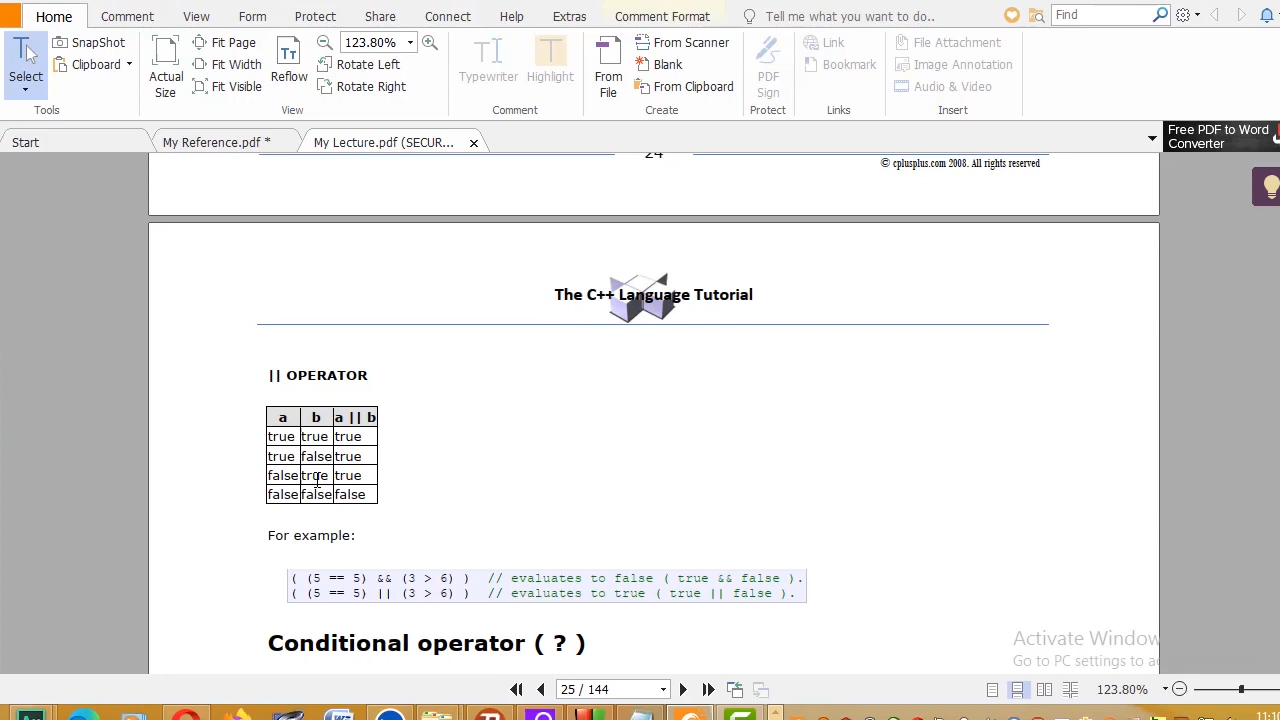 Home Comment View Form Protect Share Connect Help Extras Comment Format Tell me what you want to do.. Find
SnapShot Fit Page 123.80% From Scanner Link File Attachment
Clipboard Fit Width Rotate Left Blank Bookmark Image Annotation
Select Actual Size Fit Visible Reflow Rotate Right Typewriter Highlight From File From Clipboard PDF Sign Audio & Video
Tools View Comment Create Protect Links Insert
Start My Reference.pdf * My Lecture.pdf (SECUR... Free PDF to Word
Converter
24
© cplusplus.com 2008. All rights reserved
The C++ Language Tutorial
|| OPERATOR
a b a || b
true true true
true false true
false true true
false false false
For example:
( (5 == 5) && (3 > 6) ) // evaluates to false ( true && false ).
( (5 == 5) || (3 > 6) ) // evaluates to true ( true || false ).
Conditional operator ( ? )
Activate Window
Go to PC settings to a
25 / 144 123.80%